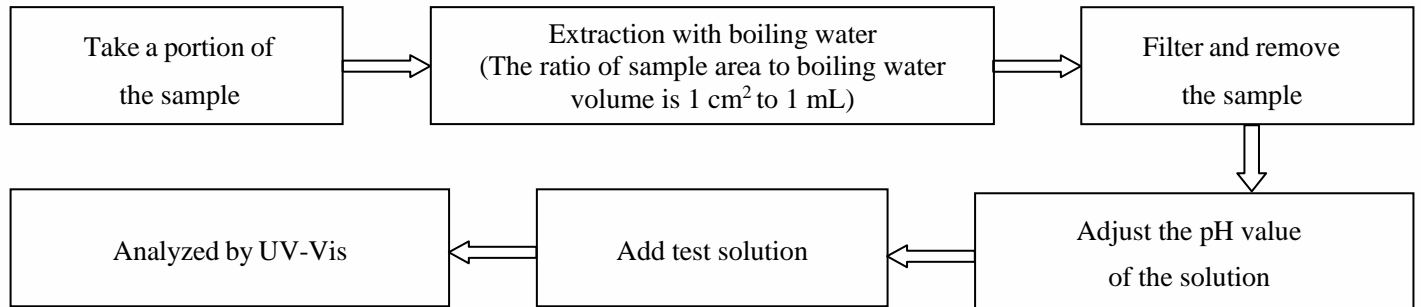 Take a portion of
the sample
Extraction with boiling water
(The ratio of sample area to boiling water
volume is 1 cm² to 1 mL)
Filter and remove
the sample
Adjust the pH value
of the solution
Add test solution
Analyzed by UV-Vis